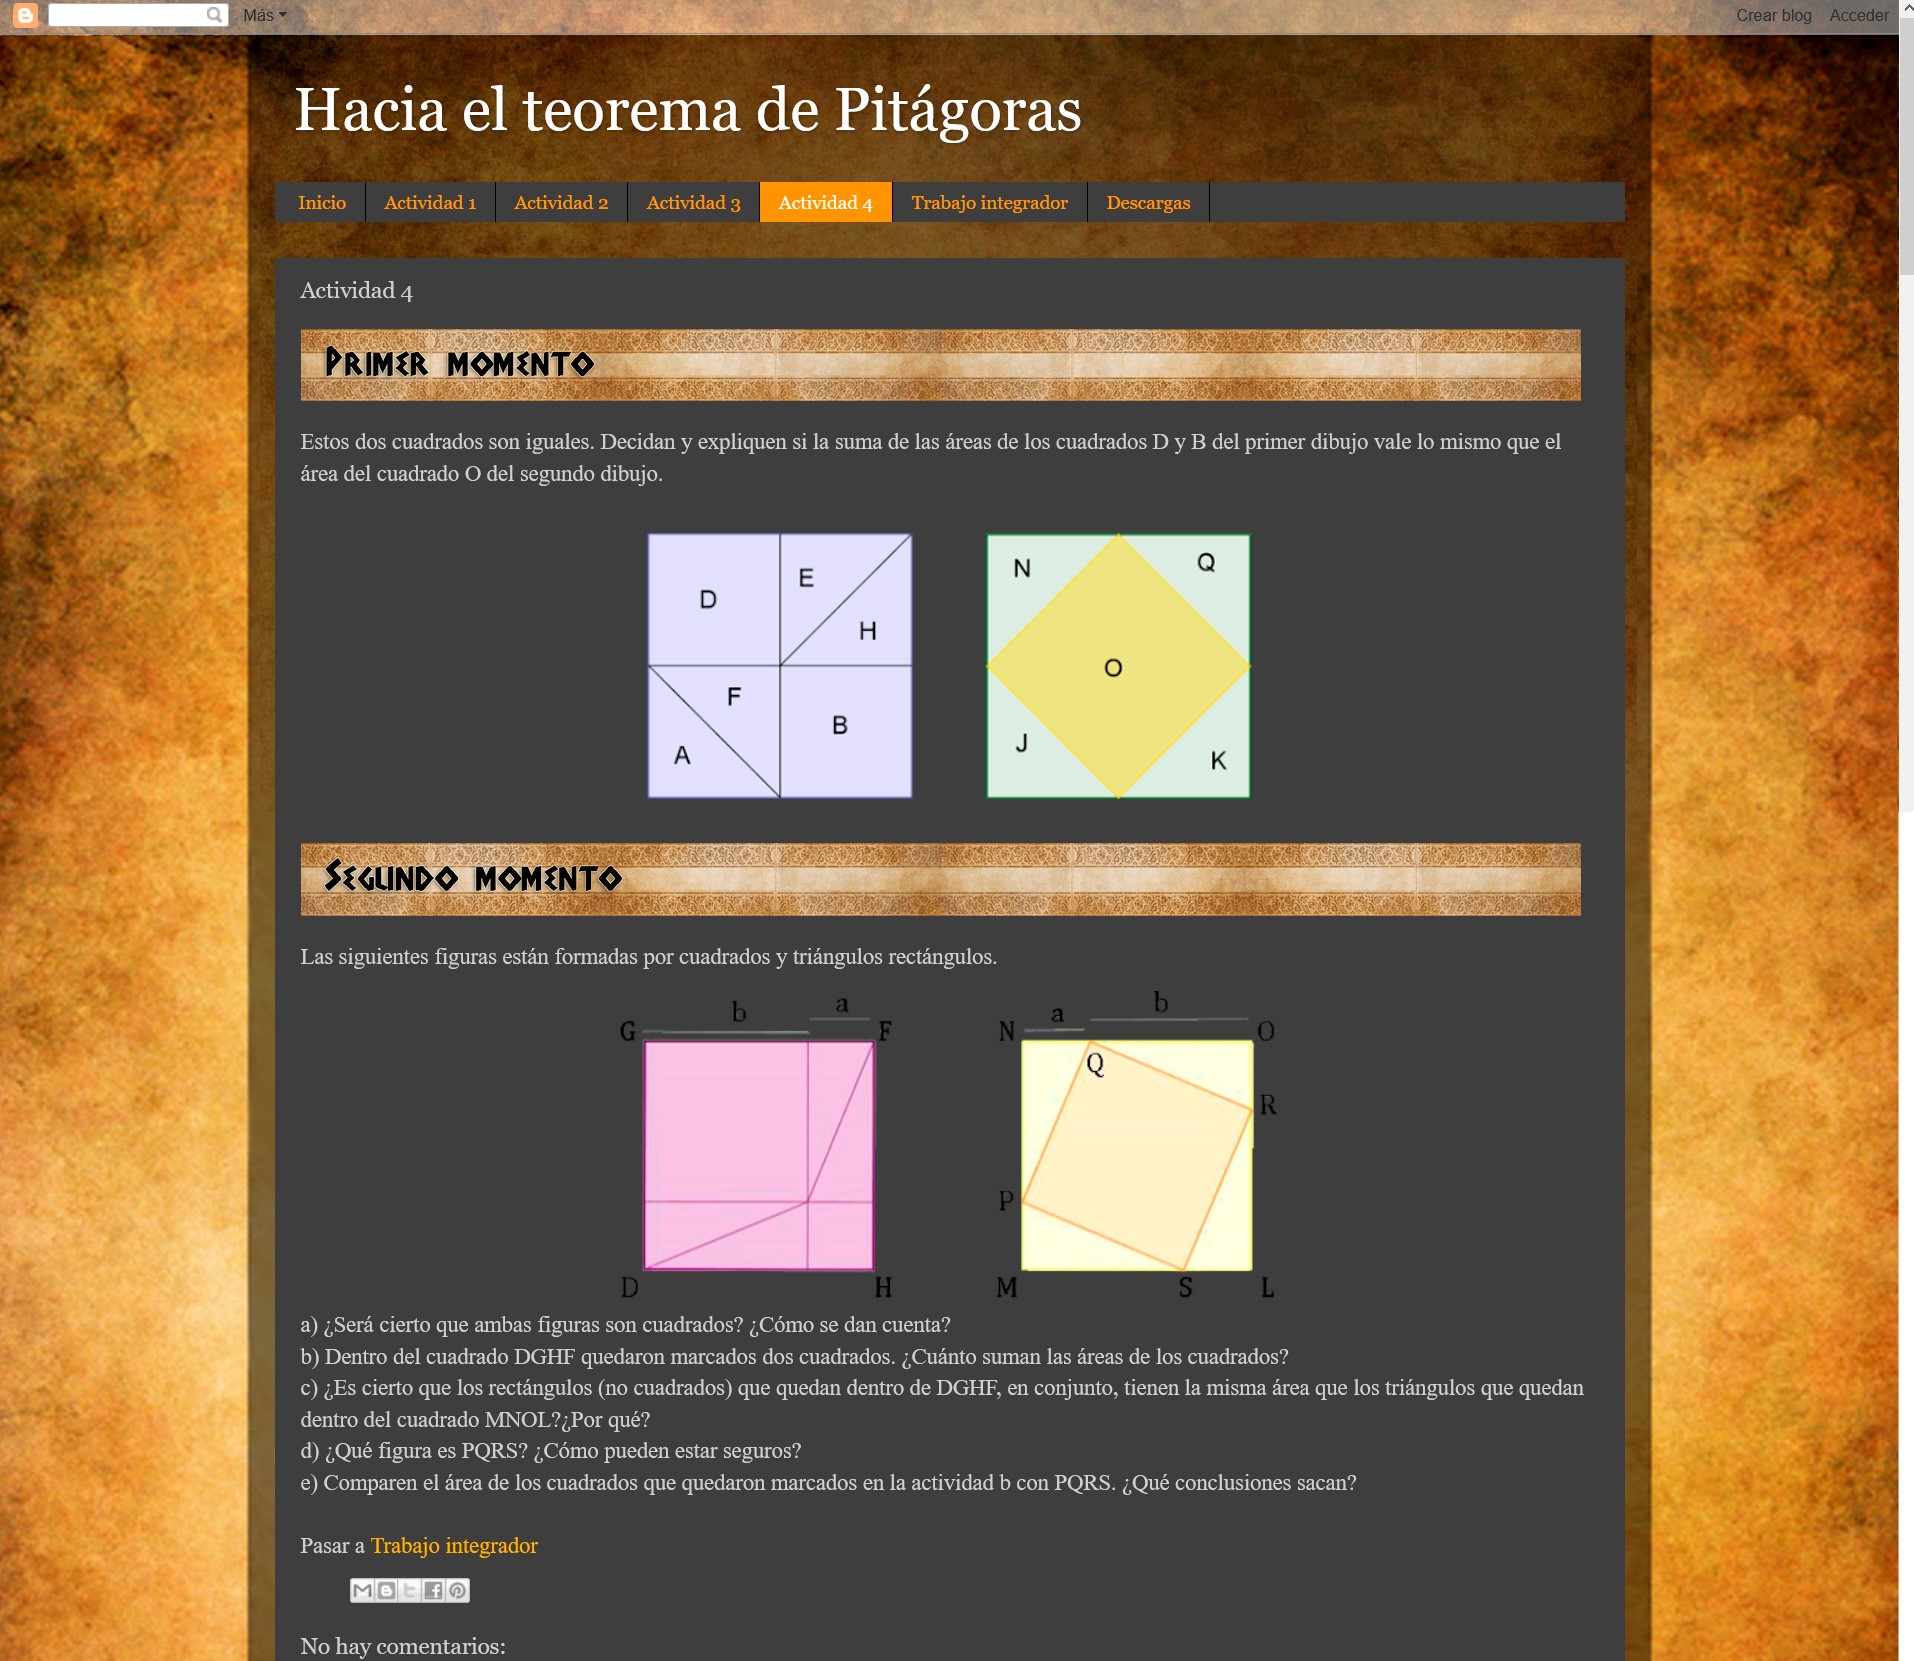 Más
Crear blog Acceder
Hacia el teorema de Pitágoras
Inicio Actividad 1 Actividad 2 Actividad 3 Actividad 4 Trabajo integrador Descargas
Actividad 4
Primer momento
Estos dos cuadrados son iguales. Decidan y expliquen si la suma de las áreas de los cuadrados D y B del primer dibujo vale lo mismo que el
área del cuadrado O del segundo dibujo.
D E H F A B
N Q O J K
Segundo momento
Las siguientes figuras están formadas por cuadrados y triángulos rectángulos.
G b a F D H
N a b O Q R P M S L
a) ¿Será cierto que ambas figuras son cuadrados? ¿Cómo se dan cuenta?
b) Dentro del cuadrado DGHF quedaron marcados dos cuadrados. ¿Cuánto suman las áreas de los cuadrados?
c) ¿Es cierto que los rectángulos (no cuadrados) que quedan dentro de DGHF, en conjunto, tienen la misma área que los triángulos que quedan
dentro del cuadrado MNOL?¿Por qué?
d) ¿Qué figura es PQRS? ¿Cómo pueden estar seguros?
e) Comparen el área de los cuadrados que quedaron marcados en la actividad b con PQRS. ¿Qué conclusiones sacan?
Pasar a Trabajo integrador
No hay comentarios: